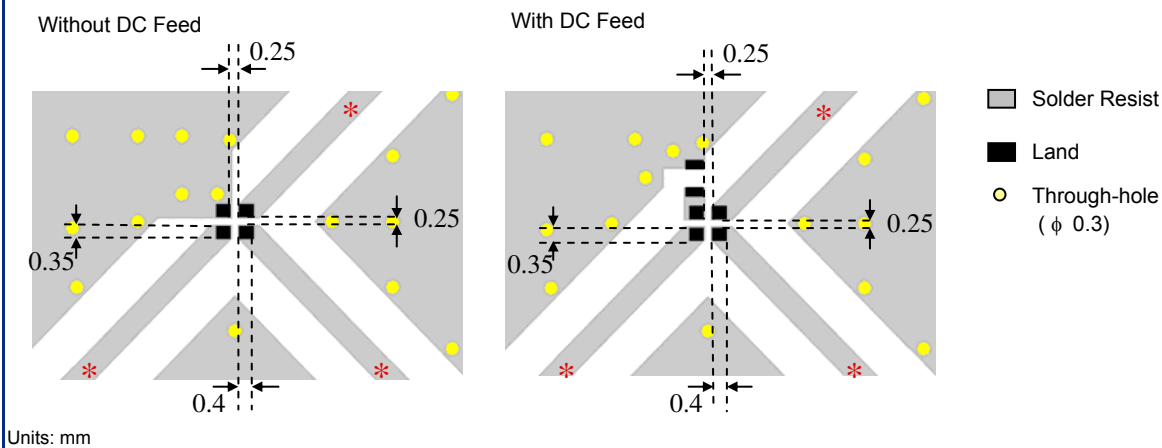 Without DC Feed
With DC Feed
0.25
0.25
*
*
Solder Resist
Land
Through-hole
( ϕ 0.3)
0.25
0.25
0.35
0.35
*
*
*
*
0.4
0.4
Units: mm